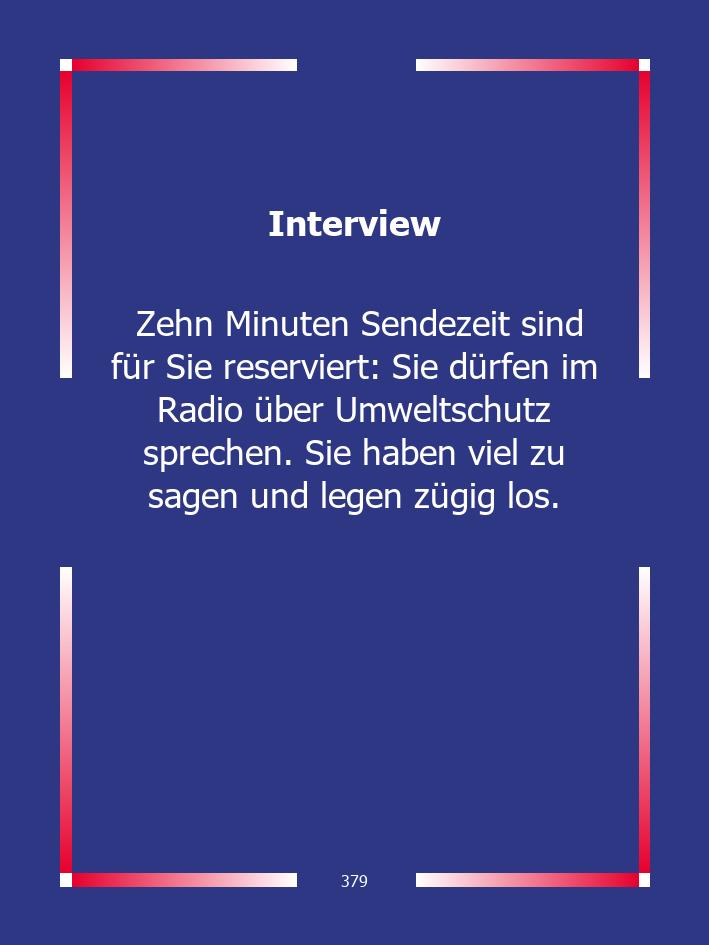 Interview
Zehn Minuten Sendezeit sind
für Sie reserviert: Sie dürfen im
Radio über Umweltschutz
sprechen. Sie haben viel zu
sagen und legen zügig los.
379